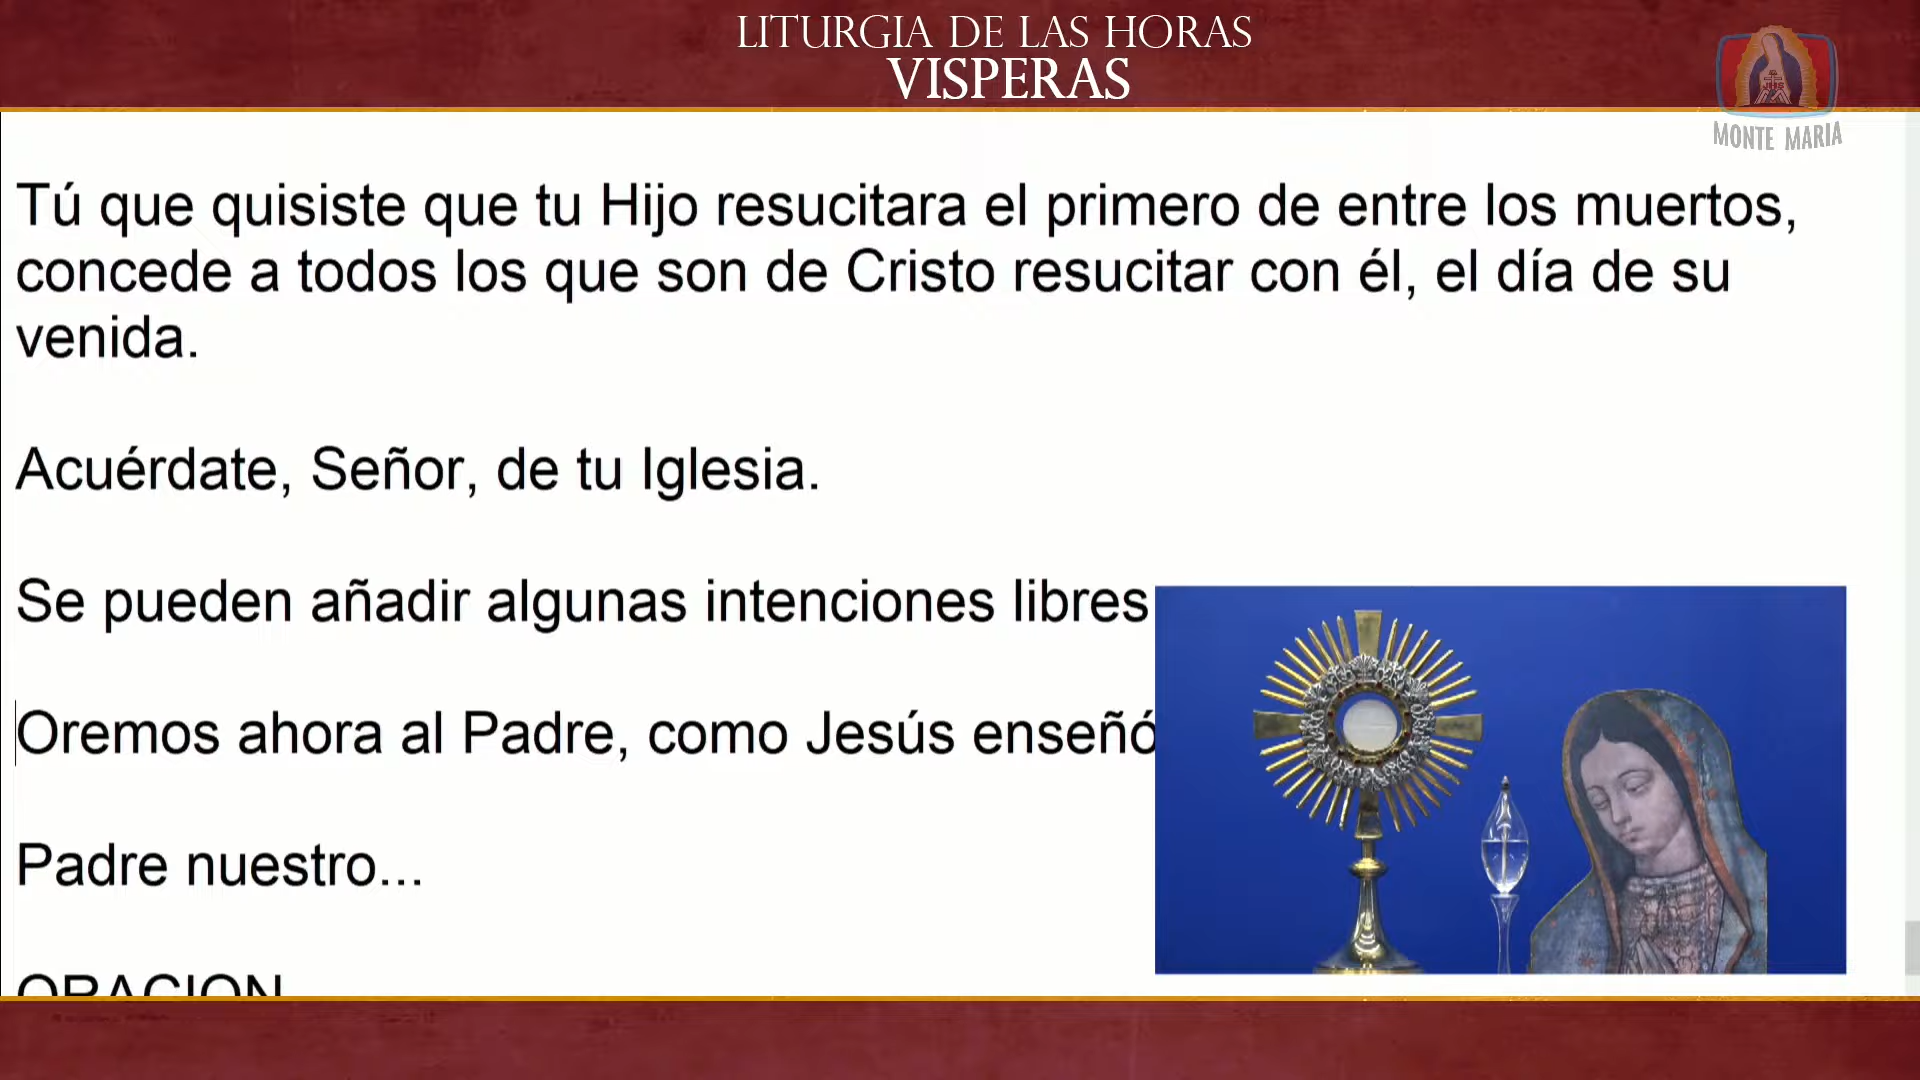 LITURGIA DE LAS HORAS
VISPERAS
MONTE MARIA
Tú que quisiste que tu Hijo resucitara el primero de entre los muertos,
concede a todos los que son de Cristo resucitar con él, el día de su
venida.
Acuérdate, Señor, de tu Iglesia.
Se pueden añadir algunas intenciones libres
Oremos ahora al Padre, como Jesús enseñó
Padre nuestro...
ORACION